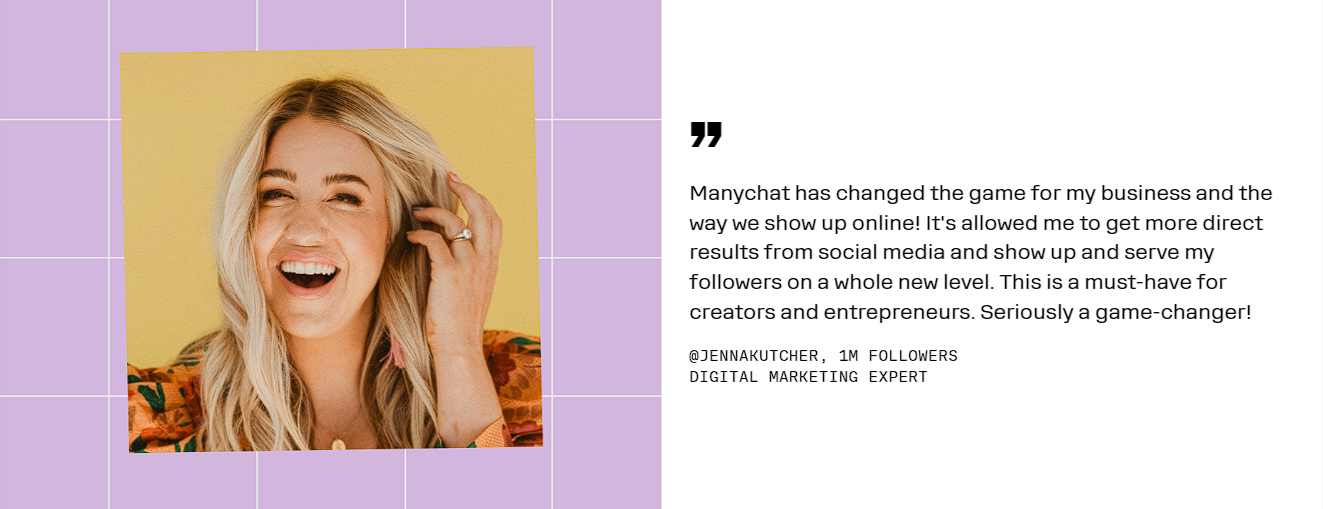 ”
Manychat has changed the game for my business and the
way we show up online! It's allowed me to get more direct
results from social media and show up and serve my
followers on a whole new level. This is a must-have for
creators and entrepreneurs. Seriously a game-changer!
@JENNAKUTCHER, 1M FOLLOWERS
DIGITAL MARKETING EXPERT